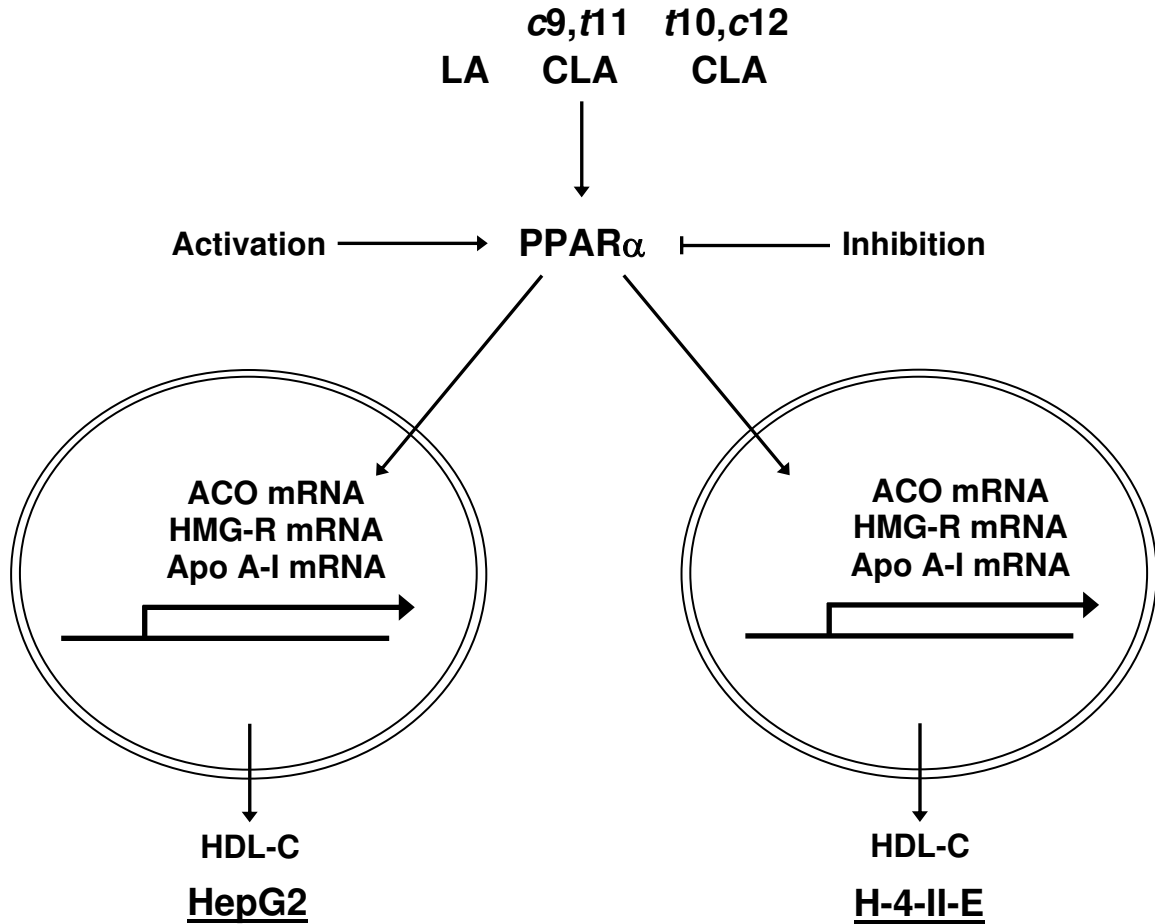 c9,t11 t10,c12
LA CLA CLA
Activation PPARα Inhibition
ACO mRNA
HMG-R mRNA
Apo A-I mRNA
HDL-C
HepG2
ACO mRNA
HMG-R mRNA
Apo A-I mRNA
HDL-C
H-4-II-E